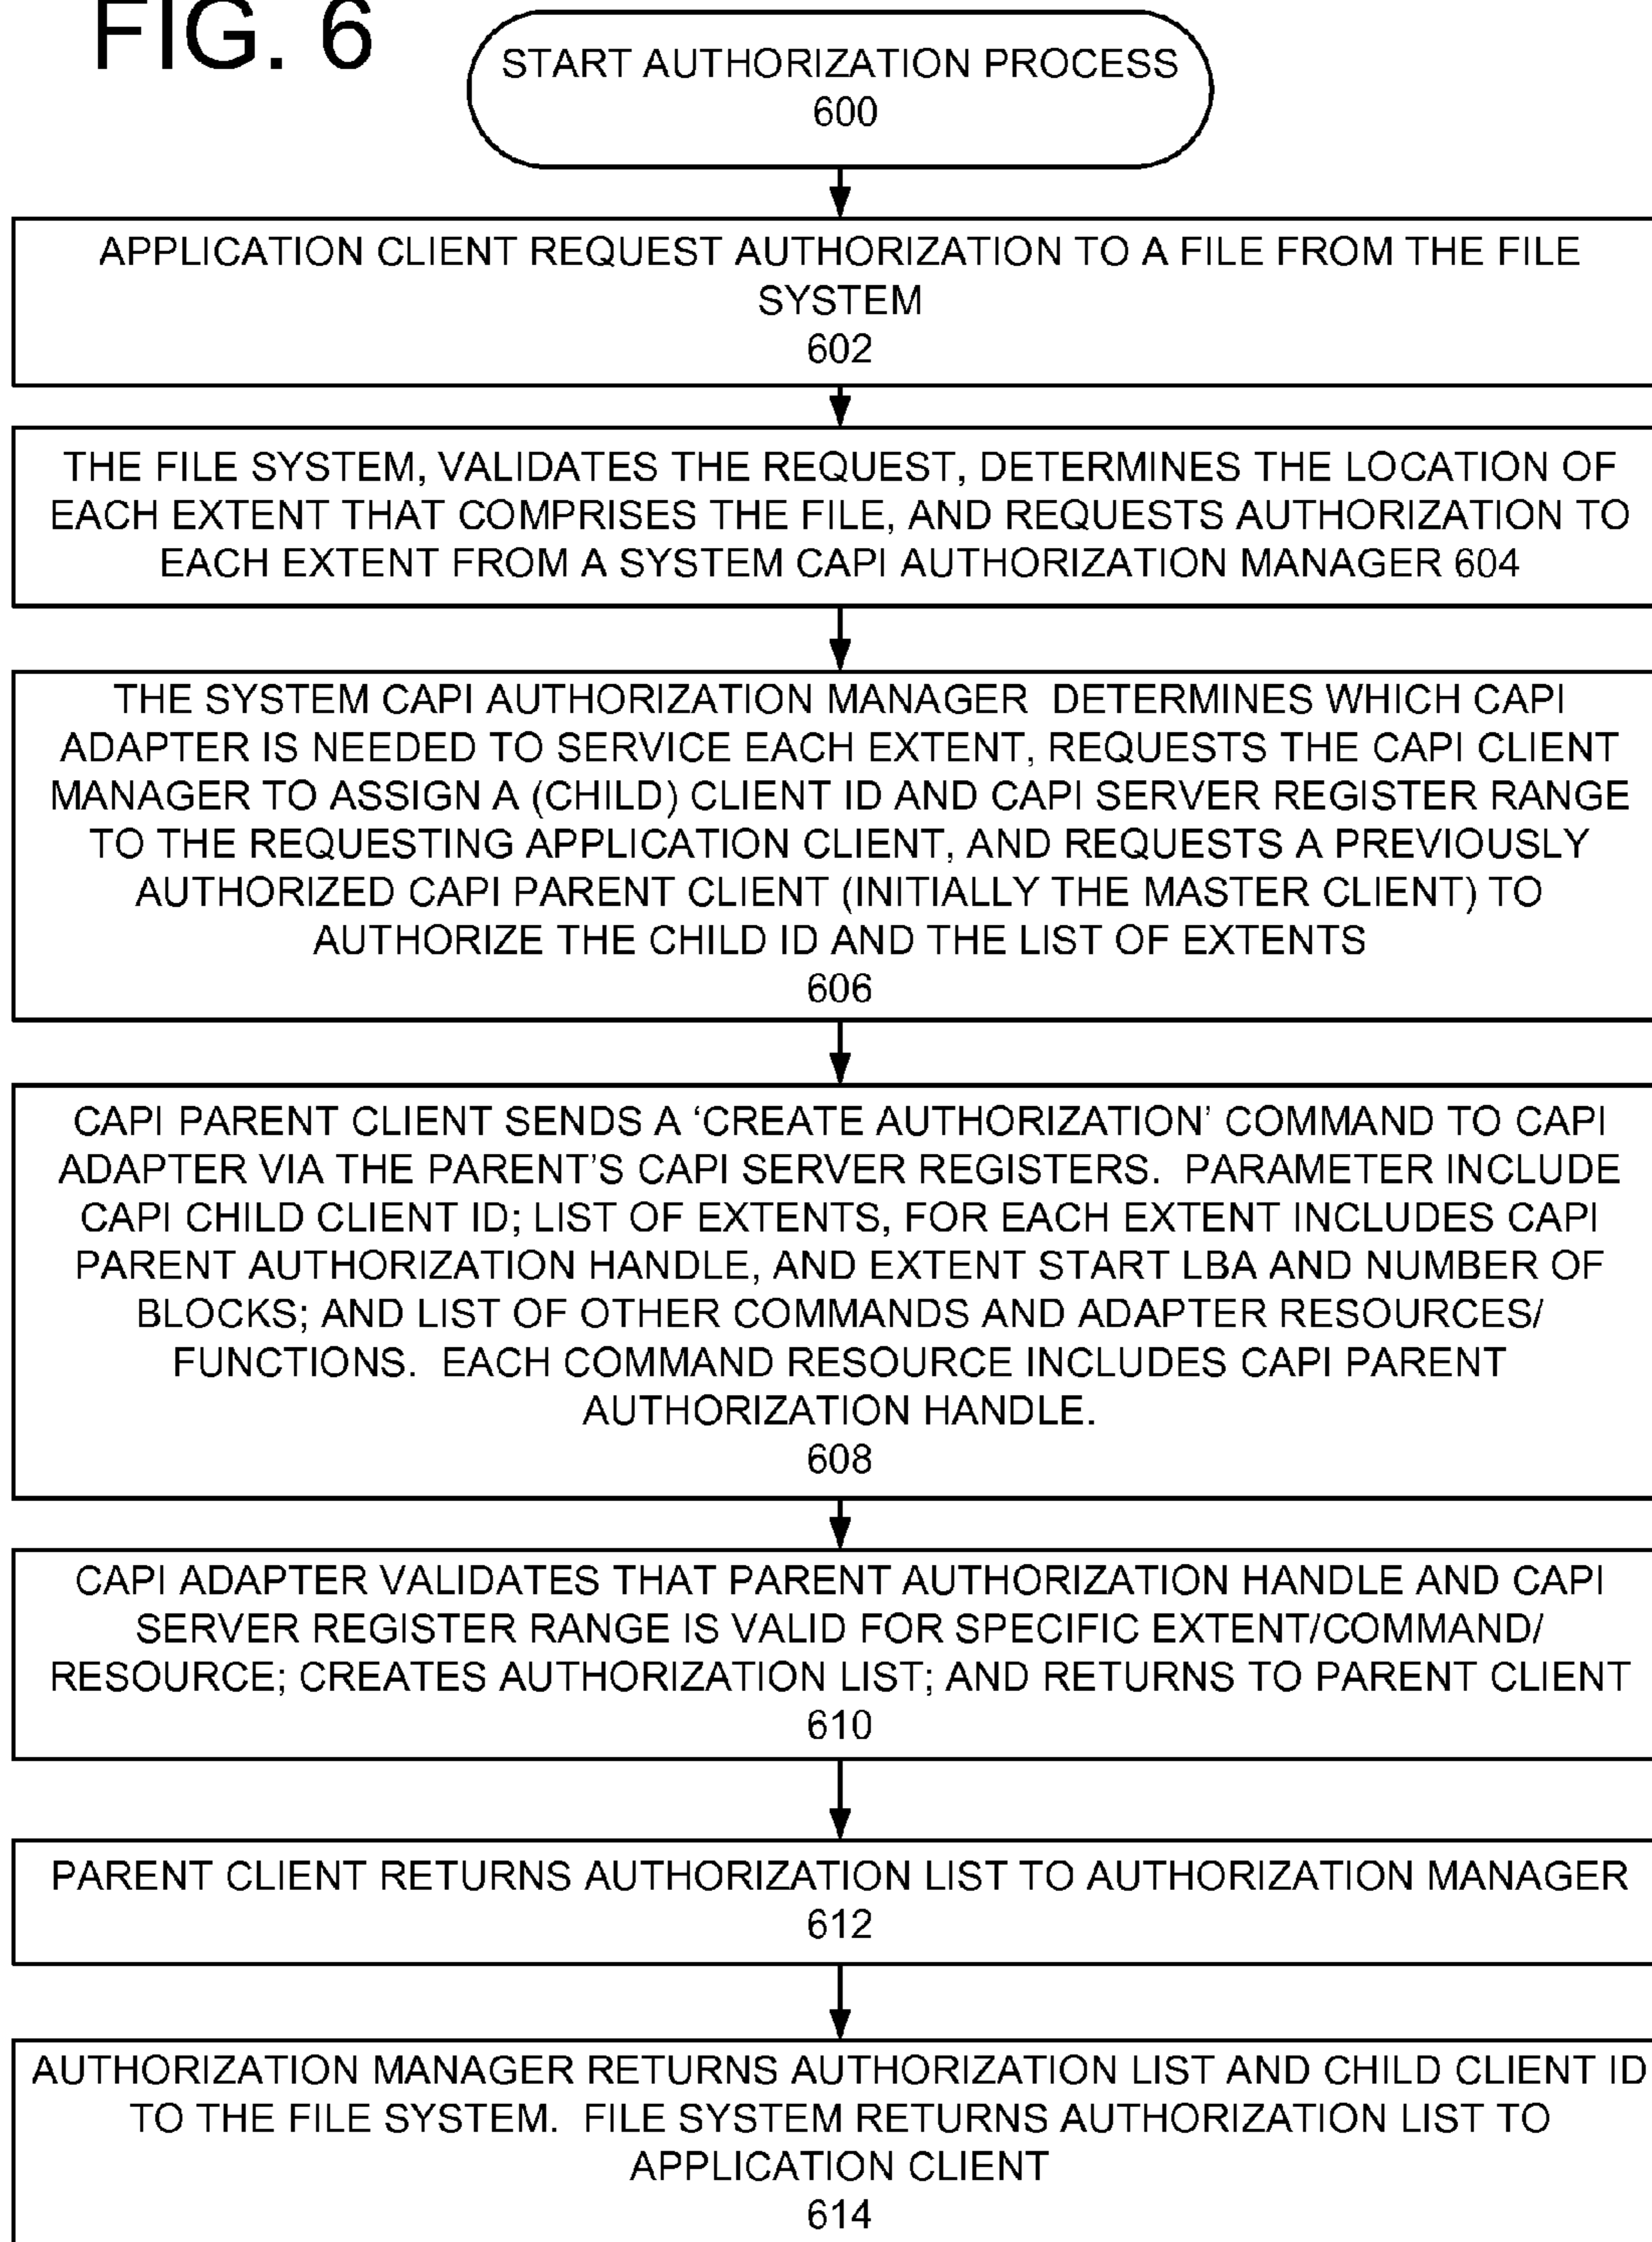 FIG. 6
START AUTHORIZATION PROCESS
600
APPLICATION CLIENT REQUEST AUTHORIZATION TO A FILE FROM THE FILE
SYSTEM
602
THE FILE SYSTEM, VALIDATES THE REQUEST, DETERMINES THE LOCATION OF
EACH EXTENT THAT COMPRISES THE FILE, AND REQUESTS AUTHORIZATION TO
EACH EXTENT FROM A SYSTEM CAPI AUTHORIZATION MANAGER 604
THE SYSTEM CAPI AUTHORIZATION MANAGER DETERMINES WHICH CAPI
ADAPTER IS NEEDED TO SERVICE EACH EXTENT, REQUESTS THE CAPI CLIENT
MANAGER TO ASSIGN A (CHILD) CLIENT ID AND CAPI SERVER REGISTER RANGE
TO THE REQUESTING APPLICATION CLIENT, AND REQUESTS A PREVIOUSLY
AUTHORIZED CAPI PARENT CLIENT (INITIALLY THE MASTER CLIENT) TO
AUTHORIZE THE CHILD ID AND THE LIST OF EXTENTS
606
CAPI PARENT CLIENT SENDS A ‘CREATE AUTHORIZATION’ COMMAND TO CAPI
ADAPTER VIA THE PARENT’S CAPI SERVER REGISTERS. PARAMETER INCLUDE
CAPI CHILD CLIENT ID; LIST OF EXTENTS, FOR EACH EXTENT INCLUDES CAPI
PARENT AUTHORIZATION HANDLE, AND EXTENT START LBA AND NUMBER OF
BLOCKS; AND LIST OF OTHER COMMANDS AND ADAPTER RESOURCES/
FUNCTIONS. EACH COMMAND RESOURCE INCLUDES CAPI PARENT
AUTHORIZATION HANDLE.
608
CAPI ADAPTER VALIDATES THAT PARENT AUTHORIZATION HANDLE AND CAPI
SERVER REGISTER RANGE IS VALID FOR SPECIFIC EXTENT/COMMAND/
RESOURCE; CREATES AUTHORIZATION LIST; AND RETURNS TO PARENT CLIENT
610
PARENT CLIENT RETURNS AUTHORIZATION LIST TO AUTHORIZATION MANAGER
612
AUTHORIZATION MANAGER RETURNS AUTHORIZATION LIST AND CHILD CLIENT ID
TO THE FILE SYSTEM. FILE SYSTEM RETURNS AUTHORIZATION LIST TO
APPLICATION CLIENT
614